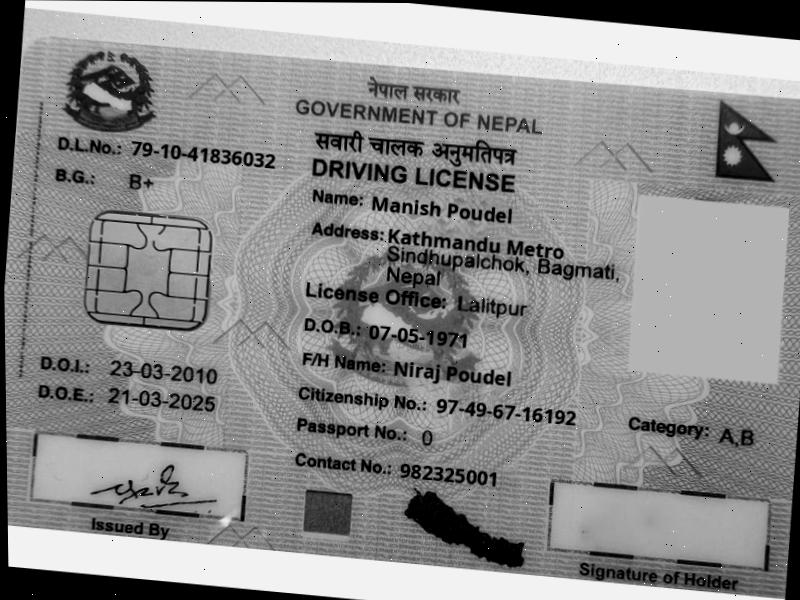 नेपाल सरकार
GOVERNMENT OF NEPAL
सवारी चालक अनुमतिपत्र
DRIVING LICENSE
D.L.No.: 79-10-41836032
B.G.: B+
Name: Manish Poudel
Address: Kathmandu Metro
Sindhupalchok, Bagmati,
Nepal
License Office: Lalitpur
D.O.B.: 07-05-1971
F/H Name: Niraj Poudel
D.O.I.: 23-03-2010
D.O.E.: 21-03-2025
Citizenship No.: 97-49-67-16192
Passport No.: 0
Contact No.: 982325001
Category: A,B
Issued By
Signature of Holder